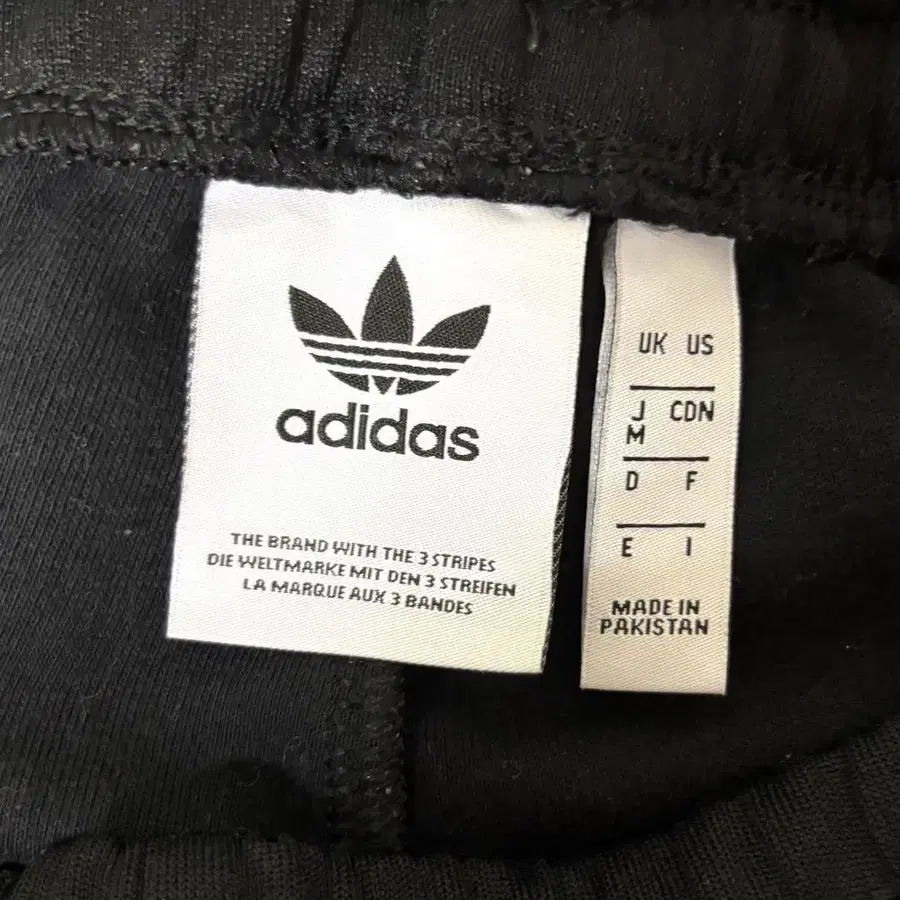 adidas
THE BRAND WITH THE 3 STRIPES
DIE WELTMARKE MIT DEN 3 STREIFEN
LA MARQUE AUX 3 BANDES
UK US
J CDN
M
D F
E I
MADE IN
PAKISTAN